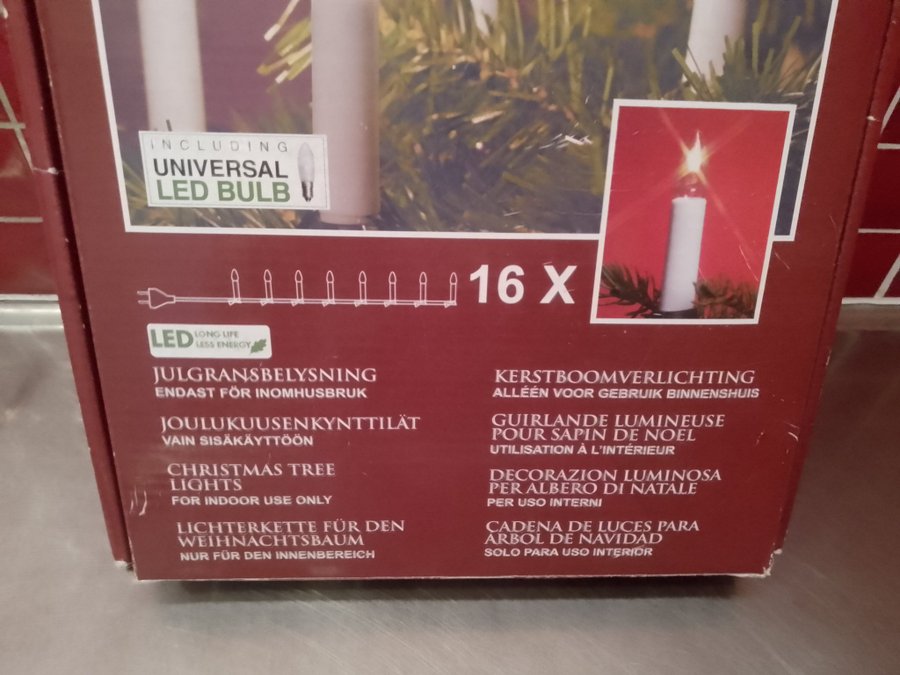 INCLUDING
UNIVERSAL
LED BULB
16 X
LED LONG LIFE
LESS ENERGY
JULGRANSBELYSNING
ENDAST FÖR INOMHUSBRUK
JOULUKUUSENKYNTTILÄT
VAIN SISÄKÄYTTÖÖN
CHRISTMAS TREE
LIGHTS
FOR INDOOR USE ONLY
LICHTERKETTE FÜR DEN
WEIHNACHTSBAUM
NUR FÜR DEN INNENBEREICH
KERSTBOOMVERLICHTING
ALLÉÉN VOOR GEBRUIK BINNENSHUIS
GUIRLANDE LUMINEUSE
POUR SAPIN DE NOEL
UTILISATION À L'INTÉRIEUR
DECORAZION LUMINOSA
PER ALBERO DI NATALE
PER USO INTERNI
CADENA DE LUCES PARA
ÁRBOL DE NAVIDAD
SOLO PARA USO INTERIÓR